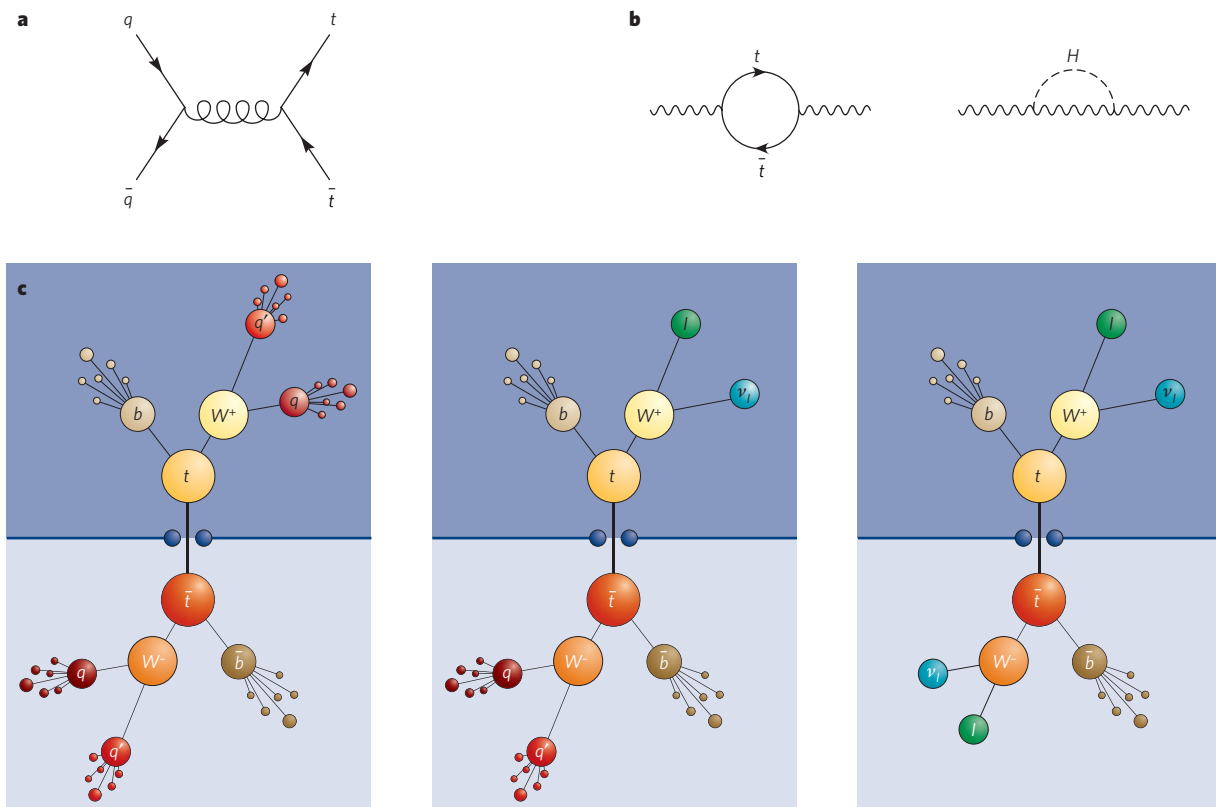 a
q
t
q̄
t̄
b
t
t̄
H
c
q′
q
b
W⁺
t
t̄
q
W⁻
b̄
q′
l
b
W⁺
νₗ
t
t̄
q
W⁻
b̄
q′
l
b
W⁺
νₗ
t
t̄
νₗ
W⁻
b̄
l